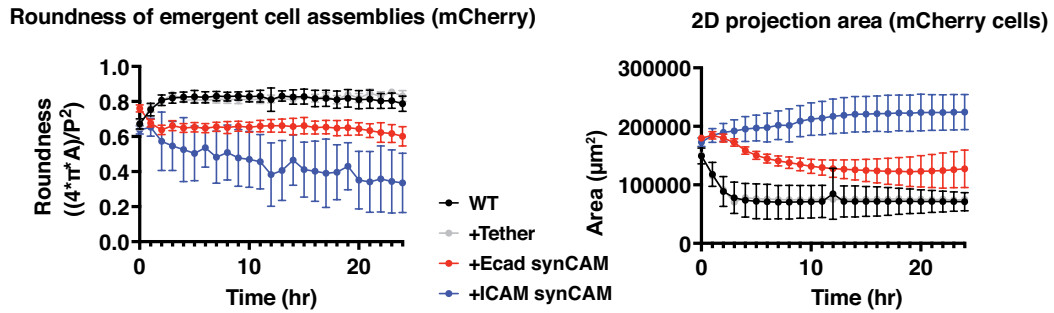 Roundness of emergent cell assemblies (mCherry)
2D projection area (mCherry cells)
Roundness
((4*π*A)/P²)
1.0
0.8
0.6
0.4
0.2
0.0
0
10
20
Time (hr)
WT
+Tether
+Ecad synCAM
+ICAM synCAM
Area (µm²)
300000
200000
100000
0
0
10
20
Time (hr)